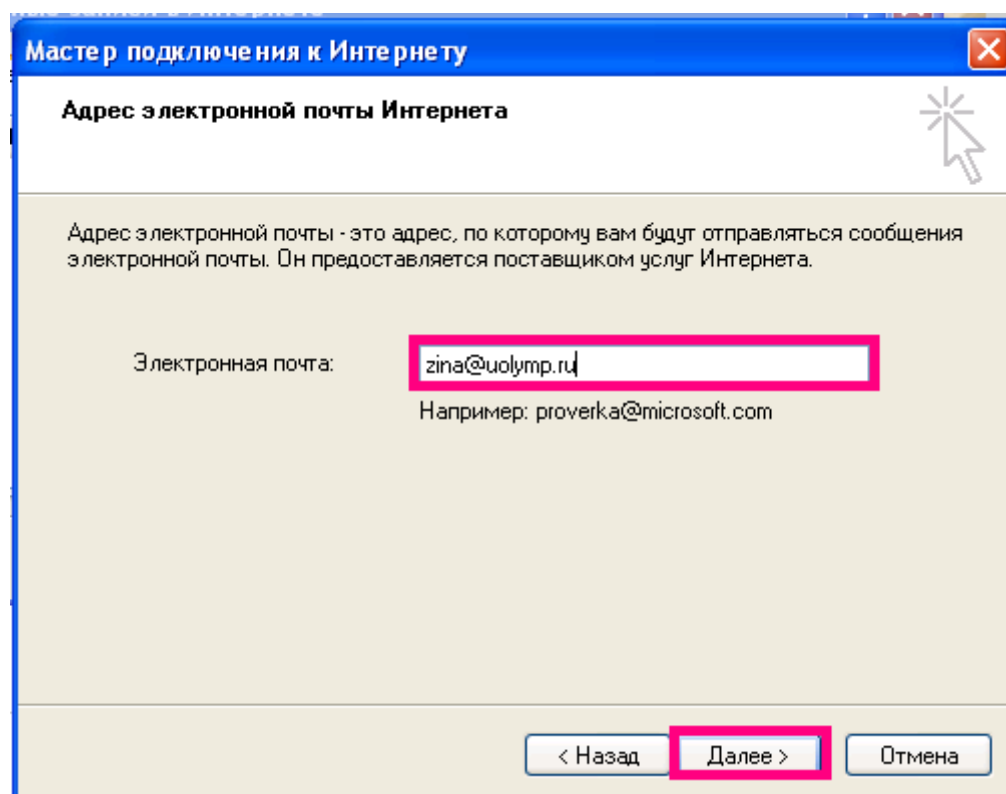 Мастер подключения к Интернету
Адрес электронной почты Интернета
Адрес электронной почты - это адрес, по которому вам будут отправляться сообщения
электронной почты. Он предоставляется поставщиком услуг Интернета.
Электронная почта: zina@uolymp.ru
Например: proverka@microsoft.com
< Назад Далее > Отмена